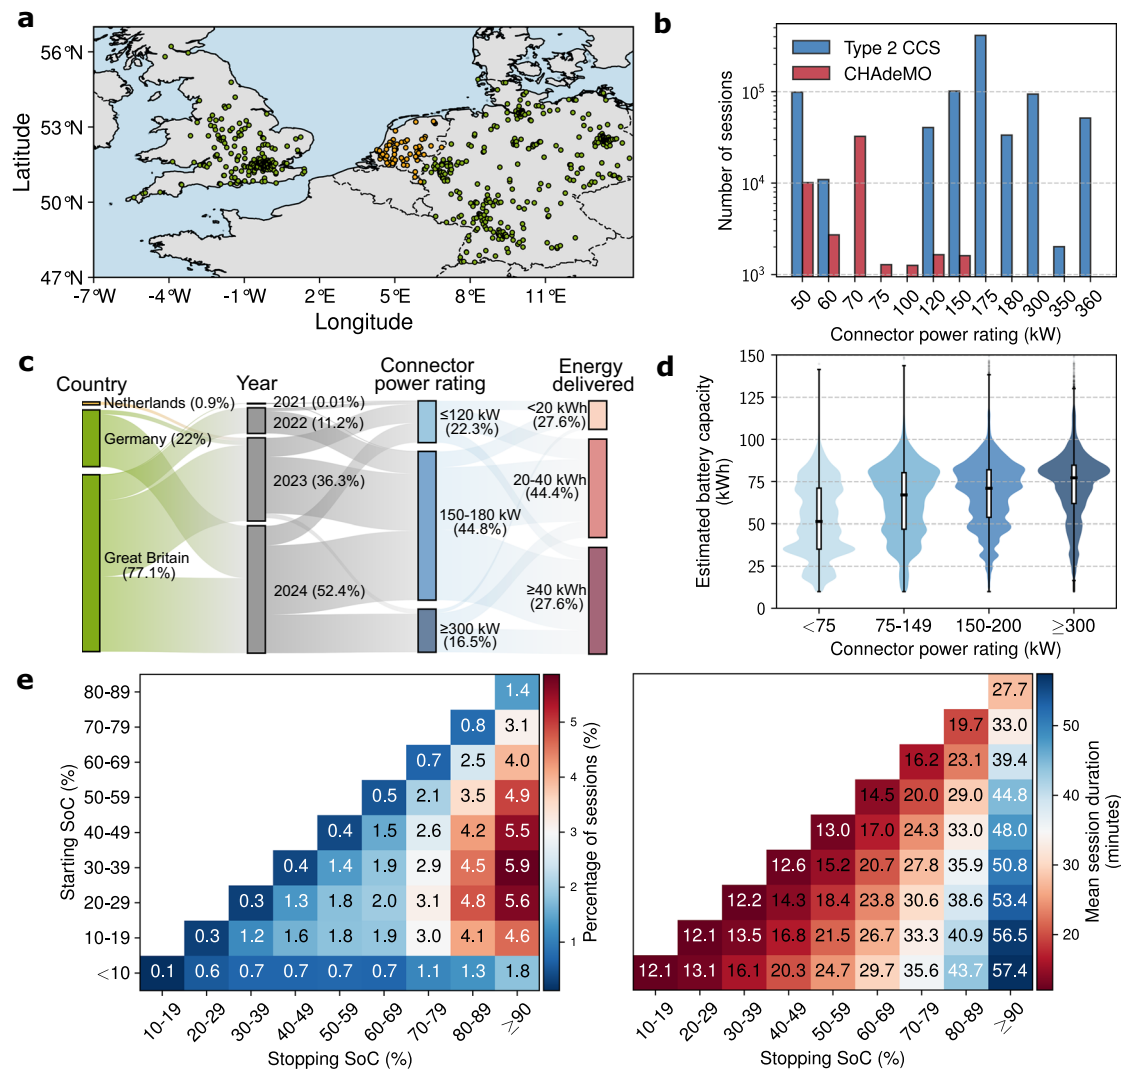 a
56°N
53°N
50°N
47°N
Latitude
-7°W
-4°W
-1°W
2°E
5°E
8°E
11°E
Longitude
b
Type 2 CCS
CHAdeMO
Number of sessions
10⁵
10⁴
10³
50
60
70
75
100
120
150
175
180
300
350
360
Connector power rating (kW)
c
Country
Year
Connector
power rating
Energy
delivered
Netherlands (0.9%)
Germany (22%)
Great Britain
(77.1%)
2021 (0.01%)
2022 (11.2%)
2023 (36.3%)
2024 (52.4%)
≤120 kW
(22.3%)
150-180 kW
(44.8%)
≥300 kW
(16.5%)
<20 kWh
(27.6%)
20-40 kWh
(44.4%)
≥40 kWh
(27.6%)
d
Estimated battery capacity
(kWh)
150
125
100
75
50
25
0
<75
75-149
150-200
≥300
Connector power rating (kW)
e
Starting SoC (%)
80-89
1.4
70-79
0.8 3.1
60-69
0.7 2.5 4.0
50-59
0.5 2.1 3.5 4.9
40-49
0.4 1.5 2.6 4.2 5.5
30-39
0.4 1.4 1.9 2.9 4.5 5.9
20-29
0.3 1.3 1.8 2.0 3.1 4.8 5.6
10-19
0.3 1.2 1.6 1.8 1.9 3.0 4.1 4.6
<10
0.1 0.6 0.7 0.7 0.7 0.7 1.1 1.3 1.8
10-19
20-29
30-39
40-49
50-59
60-69
70-79
80-89
≥90
Stopping SoC (%)
5
4
3
2
1
Percentage of sessions (%)
27.7
19.7 33.0
16.2 23.1 39.4
14.5 20.0 29.0 44.8
13.0 17.0 24.3 33.0 48.0
12.6 15.2 20.7 27.8 35.9 50.8
12.2 14.3 18.4 23.8 30.6 38.6 53.4
12.1 13.5 16.8 21.5 26.7 33.3 40.9 56.5
12.1 13.1 16.1 20.3 24.7 29.7 35.6 43.7 57.4
10-19
20-29
30-39
40-49
50-59
60-69
70-79
80-89
≥90
Stopping SoC (%)
50
40
30
20
Mean session duration
(minutes)